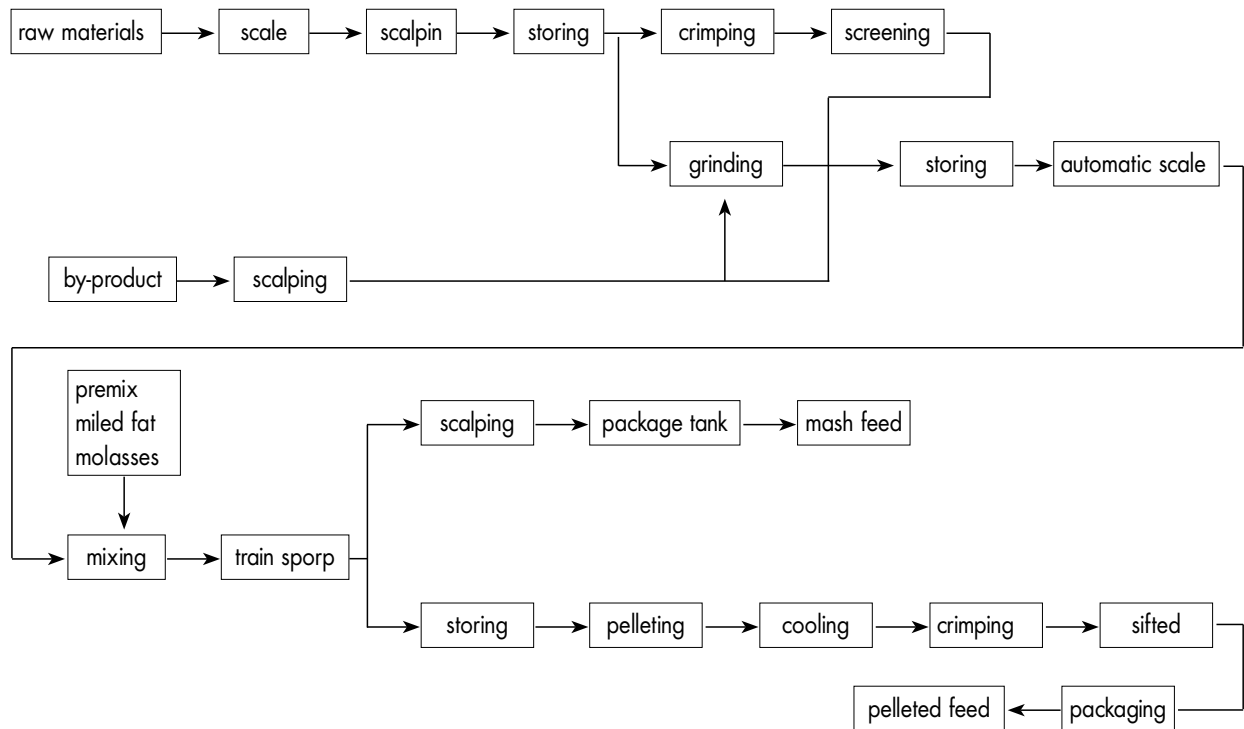 raw materials
scale
scalpin
storing
crimping
screening
grinding
storing
automatic scale
by-product
scalping
premix
miled fat
molasses
scalping
package tank
mash feed
mixing
train sporp
storing
pelleting
cooling
crimping
sifted
pelleted feed
packaging